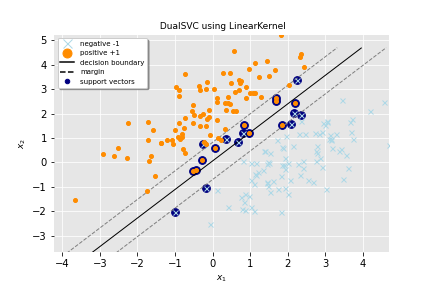 DualSVC using LinearKernel
negative -1
positive +1
decision boundary
margin
support vectors
x₂
5
4
3
2
1
0
−1
−2
−3
−4 −3 −2 −1 0 1 2 3 4
x₁